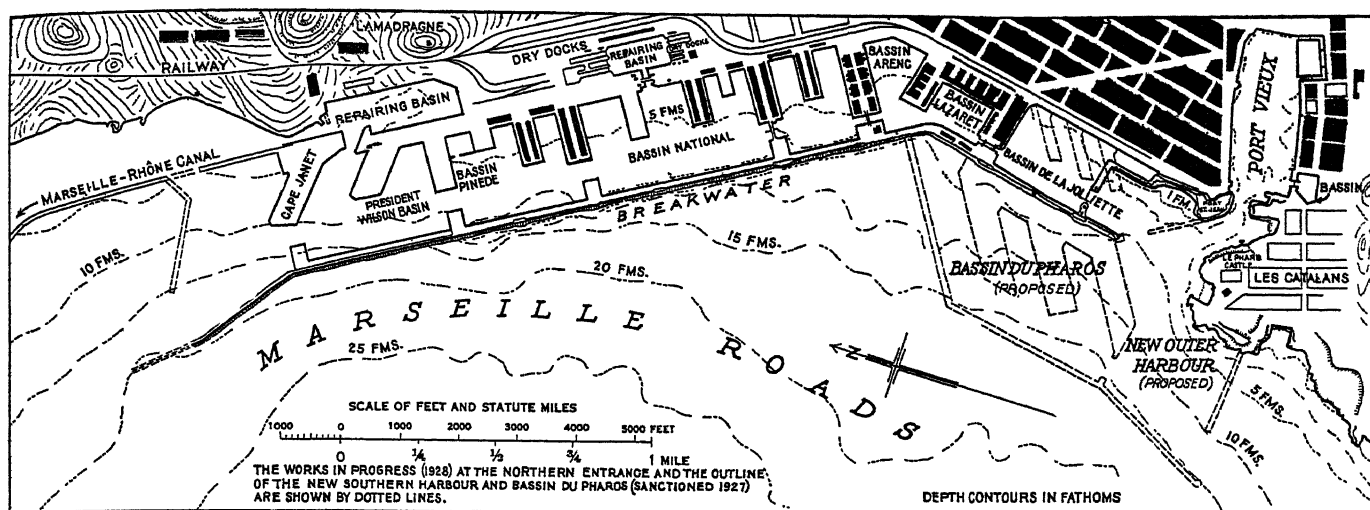 LAMADRAGNE
RAILWAY
DRY DOCKS
REPAIRING
BASIN
DRY DOCKS
BASSIN
ARENC
REPAIRING BASIN
5 FMS
BASSIN
LAZARET
PORT VIEUX
MARSEILLE-RHÔNE CANAL
CAPE JANET
PRESIDENT
WILSON BASIN
BASSIN
PINEDE
BASSIN NATIONAL
BASSIN DE LA JOLIETTE
1 FM.
BASSIN
BREAKWATER
10 FMS.
15 FMS.
20 FMS.
25 FMS.
BASSIN DU PHAROS
(PROPOSED)
LE PHARO
CASTLE
LES CATALANS
MARSEILLE ROADS
N
NEW OUTER
HARBOUR
(PROPOSED)
5 FMS.
10 FMS.
SCALE OF FEET AND STATUTE MILES
1000 0 1000 2000 3000 4000 5000 FEET
0 1/4 1/2 3/4 1 MILE
THE WORKS IN PROGRESS (1928) AT THE NORTHERN ENTRANCE AND THE OUTLINE
OF THE NEW SOUTHERN HARBOUR AND BASSIN DU PHAROS (SANCTIONED 1927)
ARE SHOWN BY DOTTED LINES.
DEPTH CONTOURS IN FATHOMS